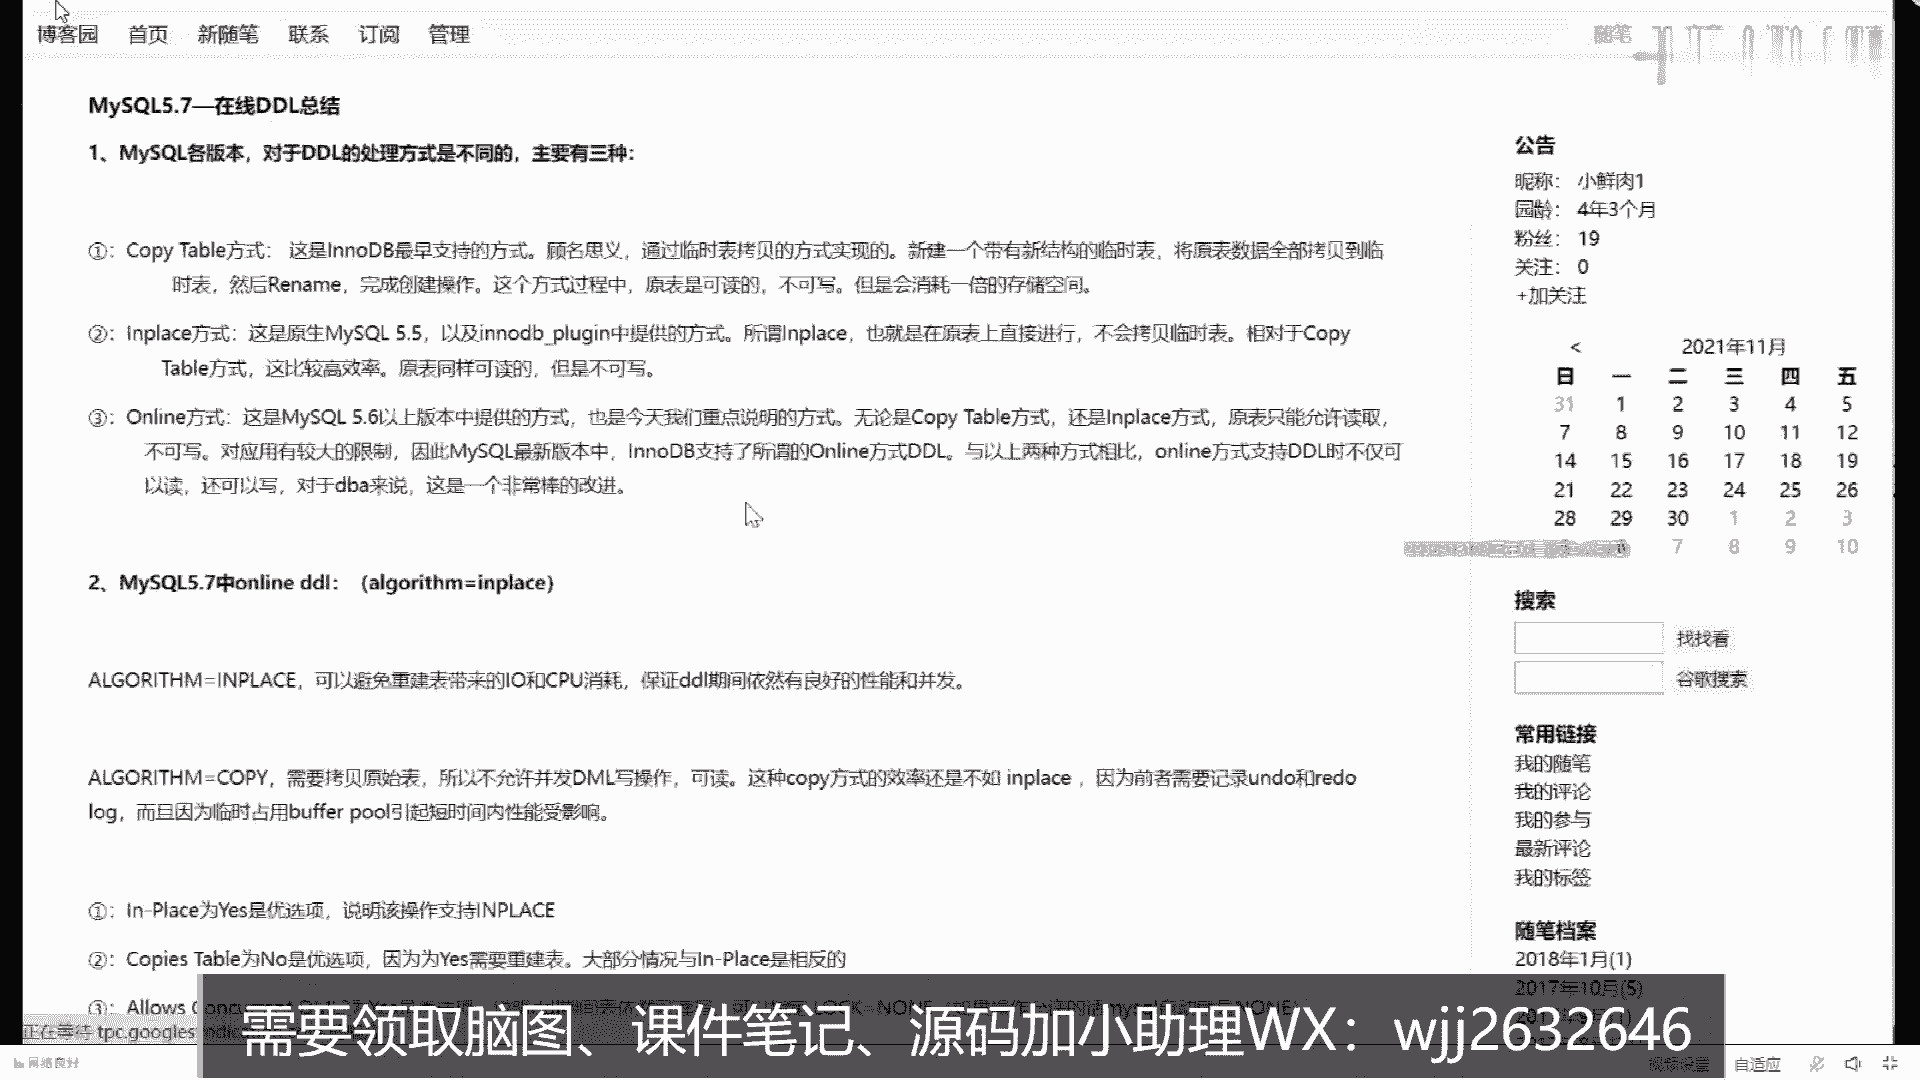 博客园 首页 新随笔 联系 订阅 管理
随笔
MySQL5.7—在线DDL总结
1、MySQL各版本，对于DDL的处理方式是不同的，主要有三种：
①：Copy Table方式： 这是InnoDB最早支持的方式。顾名思义，通过临时表拷贝的方式实现的。新建一个带有新结构的临时表，将原表数据全部拷贝到临
时表，然后Rename，完成创建操作。这个方式过程中，原表是可读的，不可写。但是会消耗一倍的存储空间。
②：Inplace方式：这是原生MySQL 5.5，以及innodb_plugin中提供的方式。所谓Inplace，也就是在原表上直接进行，不会拷贝临时表。相对于Copy
Table方式，这比较高效率。原表同样可读的，但是不可写。
③：Online方式：这是MySQL 5.6以上版本中提供的方式，也是今天我们重点说明的方式。无论是Copy Table方式，还是Inplace方式，原表只能允许读取，
不可写。对应用有较大的限制，因此MySQL最新版本中，InnoDB支持了所谓的Online方式DDL。与以上两种方式相比，online方式支持DDL时不仅可
以读，还可以写，对于dba来说，这是一个非常棒的改进。
2、MySQL5.7中online ddl：（algorithm=inplace)
ALGORITHM=INPLACE，可以避免重建表带来的IO和CPU消耗，保证ddl期间依然有良好的性能和并发。
ALGORITHM=COPY，需要拷贝原始表，所以不允许并发DML写操作，可读。这种copy方式的效率还是不如 inplace ，因为前者需要记录undo和redo
log，而且因为临时占用buffer pool引起短时间内性能受影响。
①：In-Place为Yes是优选项，说明该操作支持INPLACE
②：Copies Table为No是优选项，因为为Yes需要重建表。大部分情况与In-Place是相反的
③：Allows
公告
昵称： 小鲜肉1
园龄： 4年3个月
粉丝： 19
关注： 0
+加关注
< 2021年11月
日 一 二 三 四 五
31 1 2 3 4 5
7 8 9 10 11 12
14 15 16 17 18 19
21 22 23 24 25 26
28 29 30 1 2 3
7 8 9 10
搜索
找找看
谷歌搜索
常用链接
我的随笔
我的评论
我的参与
最新评论
我的标签
随笔档案
2018年1月(1)
2017年10月(5)
正在等待 tpc.googles
需要领取脑图、课件笔记、源码加小助理WX：wjj2632646
网络良好
视频设置 自适应